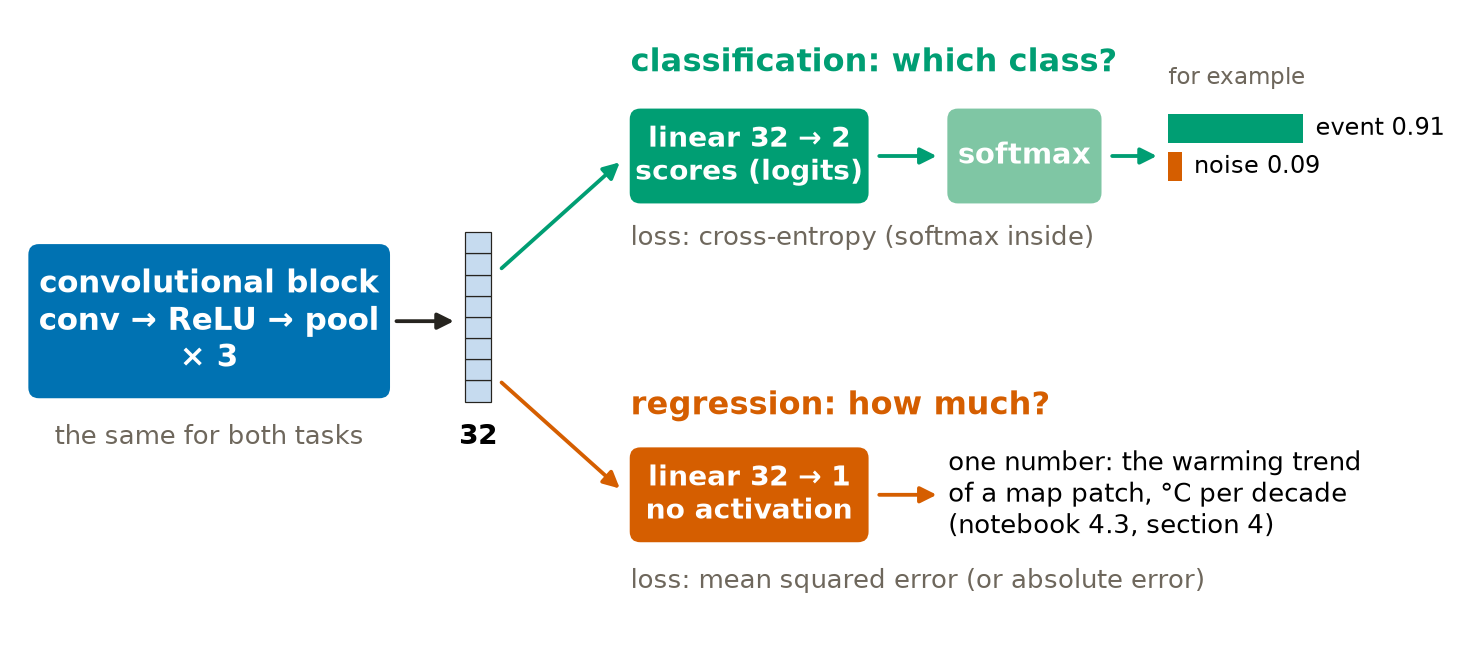 classification: which class?
for example
linear 32 → 2
scores (logits)
softmax
event 0.91
noise 0.09
loss: cross-entropy (softmax inside)
convolutional block
conv → ReLU → pool
× 3
the same for both tasks
32
regression: how much?
linear 32 → 1
no activation
one number: the warming trend
of a map patch, °C per decade
(notebook 4.3, section 4)
loss: mean squared error (or absolute error)